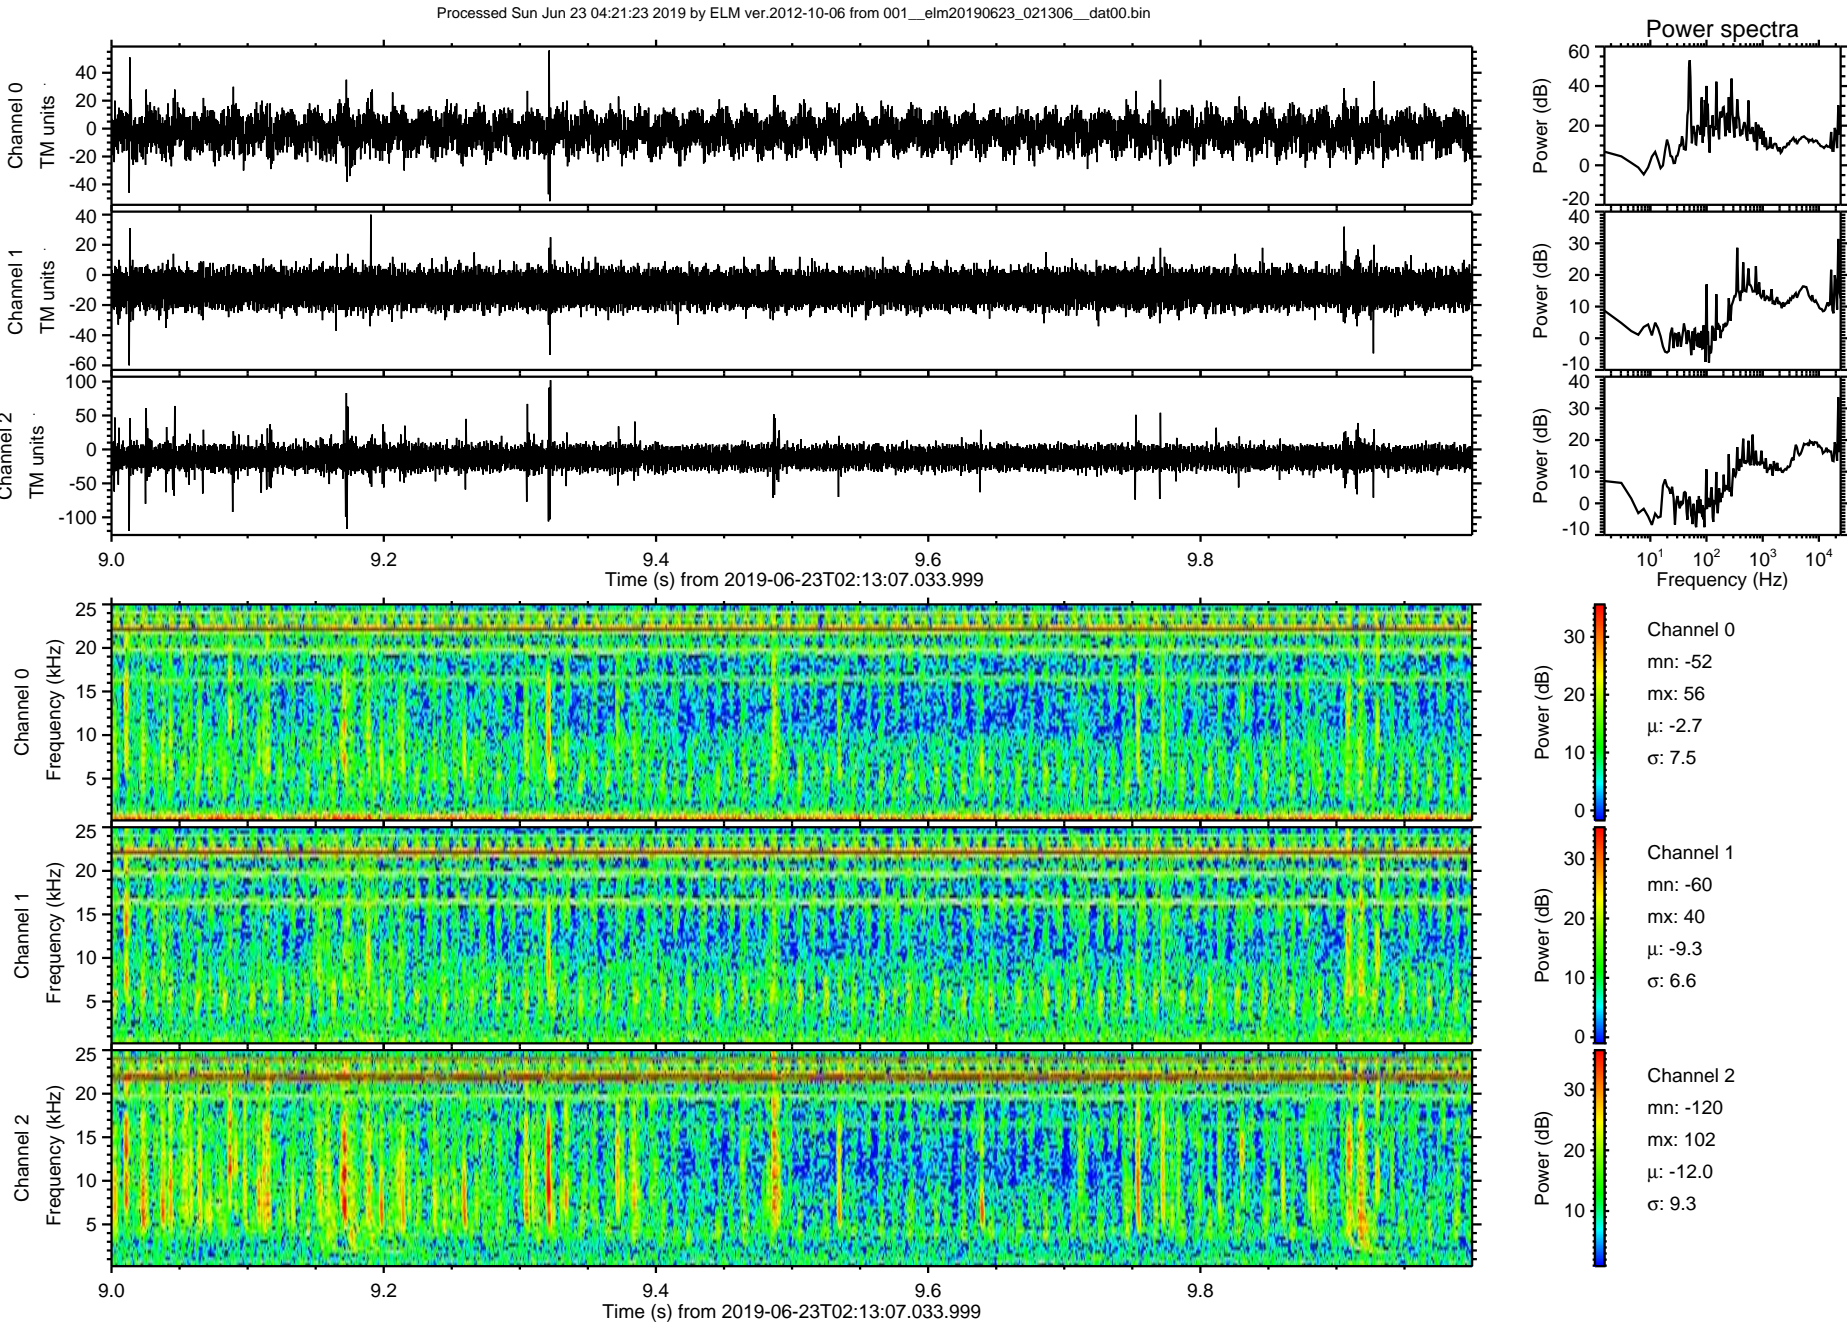 Processed Sun Jun 23 04:21:23 2019 by ELM ver.2012-10-06 from 001__elm20190623_021306__dat00.bin
Power spectra
Channel 0
TM units
40
20
0
-20
-40
Power (dB)
60
40
20
0
-20
Channel 1
TM units
40
20
0
-20
-40
-60
Power (dB)
40
30
20
10
0
-10
Channel 2
TM units
100
50
0
-50
-100
Power (dB)
40
30
20
10
0
-10
9.0 9.2 9.4 9.6 9.8
Time (s) from 2019-06-23T02:13:07.033.999
10^1 10^2 10^3 10^4
Frequency (Hz)
Channel 0
Frequency (kHz)
25
20
15
10
5
Power (dB)
30
20
10
0
Channel 0
mn: -52
mx: 56
μ: -2.7
σ: 7.5
Channel 1
Frequency (kHz)
25
20
15
10
5
Power (dB)
30
20
10
0
Channel 1
mn: -60
mx: 40
μ: -9.3
σ: 6.6
Channel 2
Frequency (kHz)
25
20
15
10
5
Power (dB)
30
20
10
Channel 2
mn: -120
mx: 102
μ: -12.0
σ: 9.3
9.0 9.2 9.4 9.6 9.8
Time (s) from 2019-06-23T02:13:07.033.999